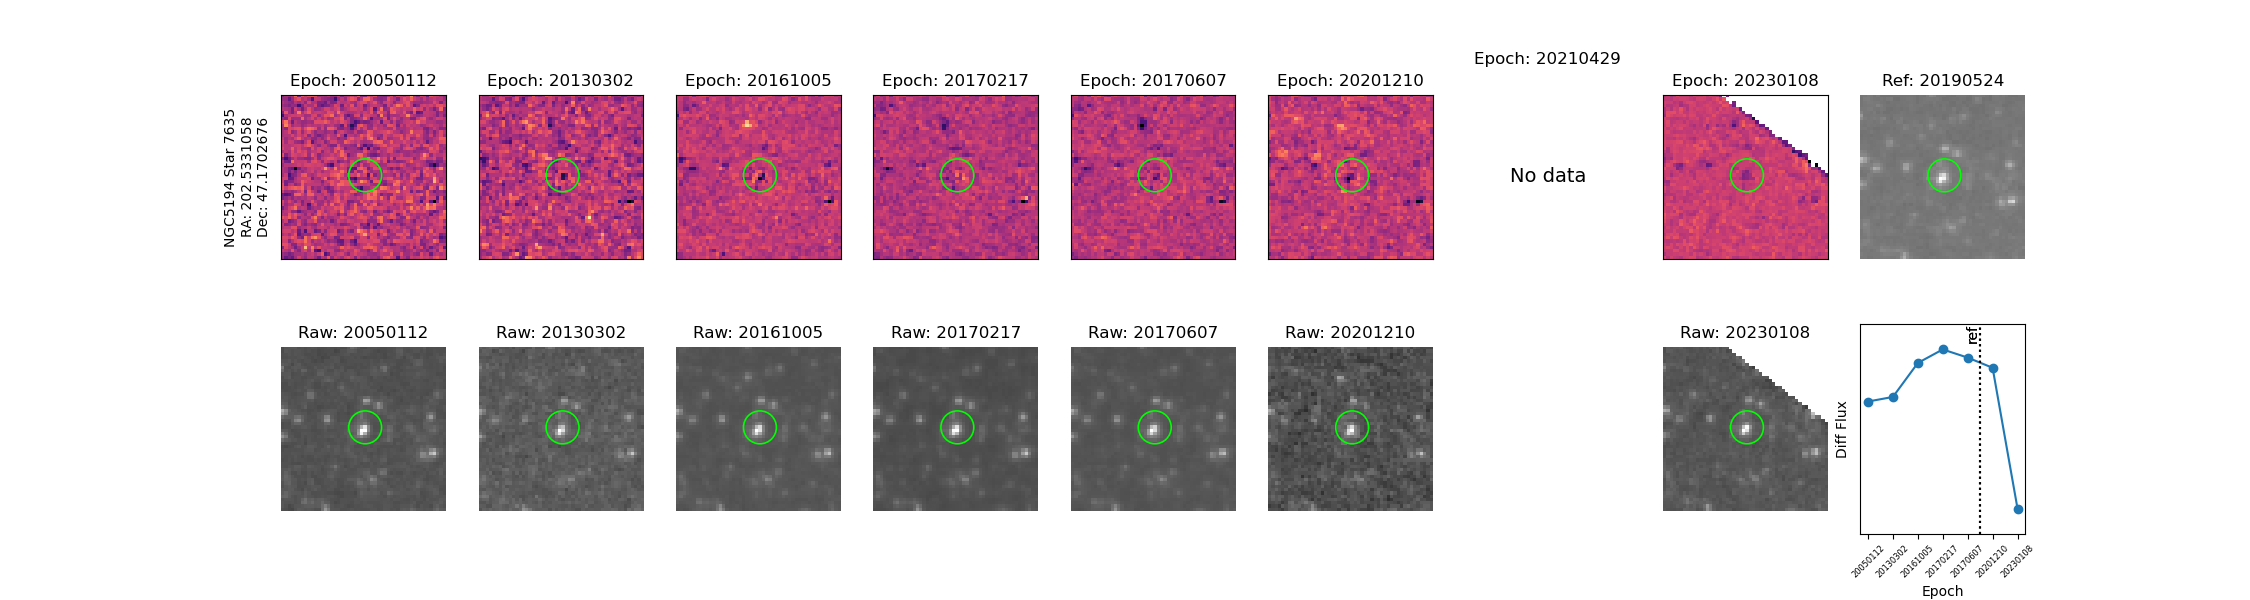 Epoch: 20050112
Epoch: 20130302
Epoch: 20161005
Epoch: 20170217
Epoch: 20170607
Epoch: 20201210
Epoch: 20210429
Epoch: 20230108
Ref: 20190524
NGC5194 Star 7635
RA: 202.5331058
Dec: 47.1702676
No data
Raw: 20050112
Raw: 20130302
Raw: 20161005
Raw: 20170217
Raw: 20170607
Raw: 20201210
Raw: 20230108
ref
Diff Flux
20050112
20130302
20161005
20170217
20170607
20201210
20230108
Epoch